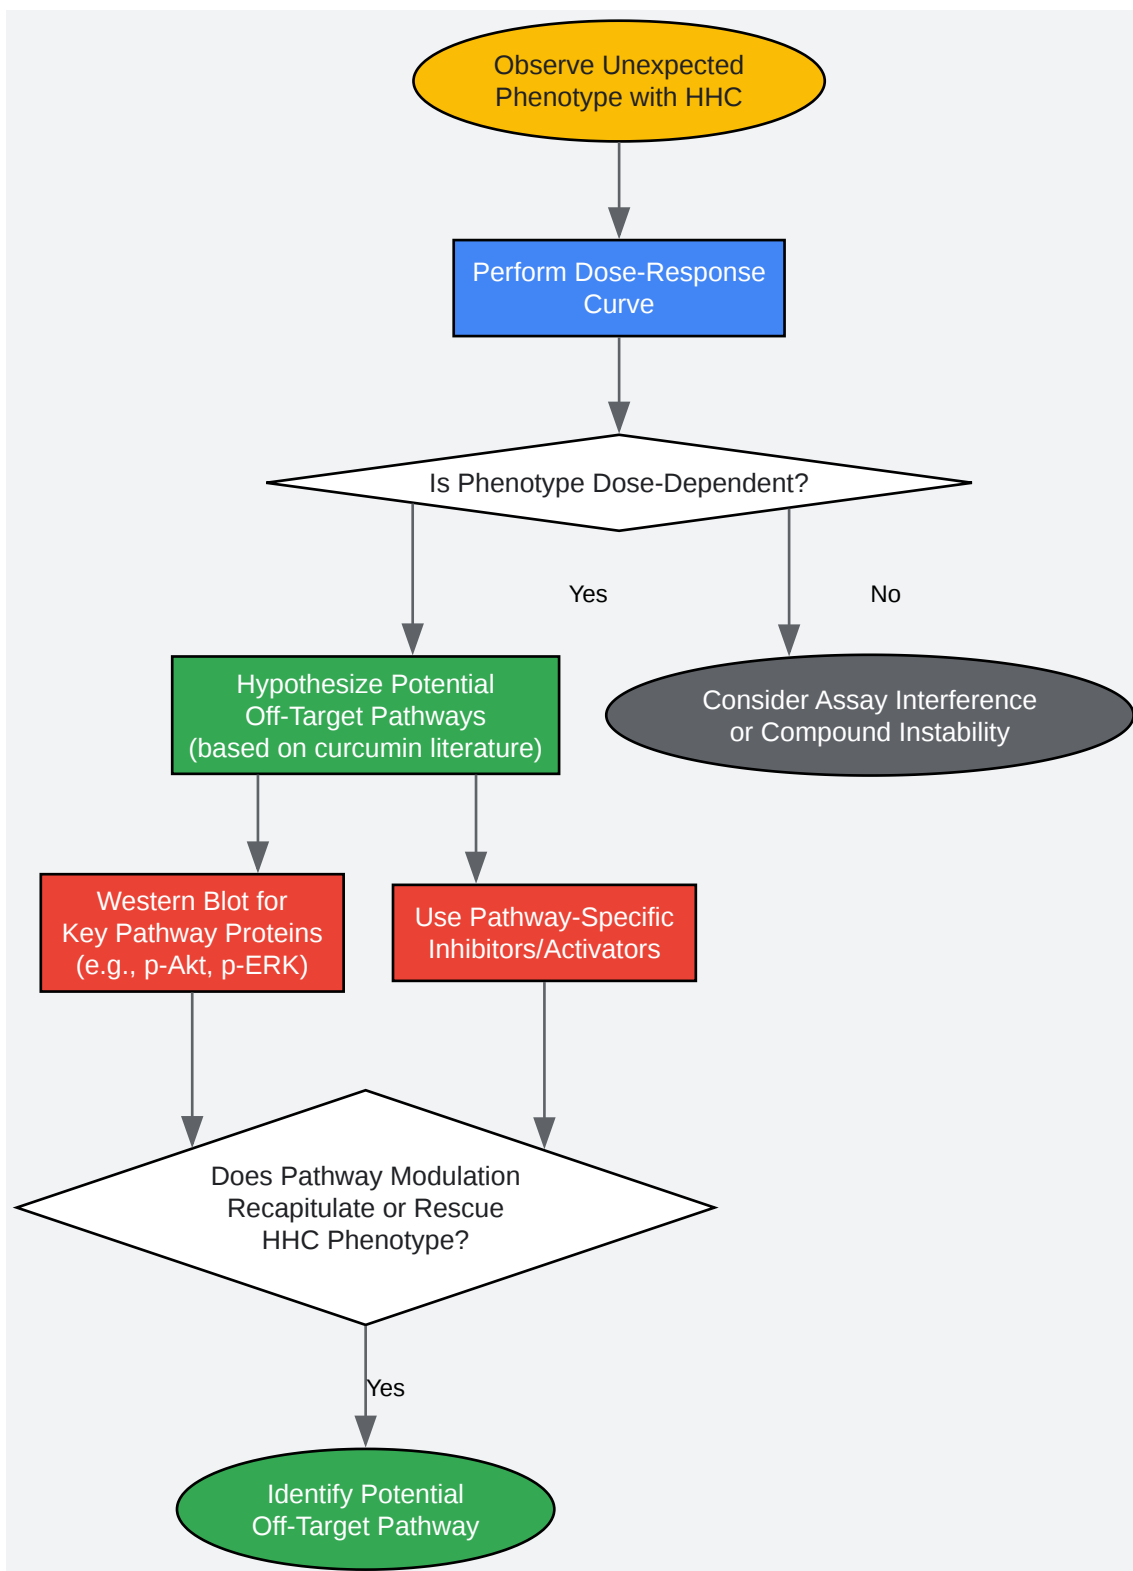 Observe Unexpected
Phenotype with HHC
Perform Dose-Response
Curve
Is Phenotype Dose-Dependent?
Yes
No
Hypothesize Potential
Off-Target Pathways
(based on curcumin literature)
Consider Assay Interference
or Compound Instability
Western Blot for
Key Pathway Proteins
(e.g., p-Akt, p-ERK)
Use Pathway-Specific
Inhibitors/Activators
Does Pathway Modulation
Recapitulate or Rescue
HHC Phenotype?
Yes
Identify Potential
Off-Target Pathway